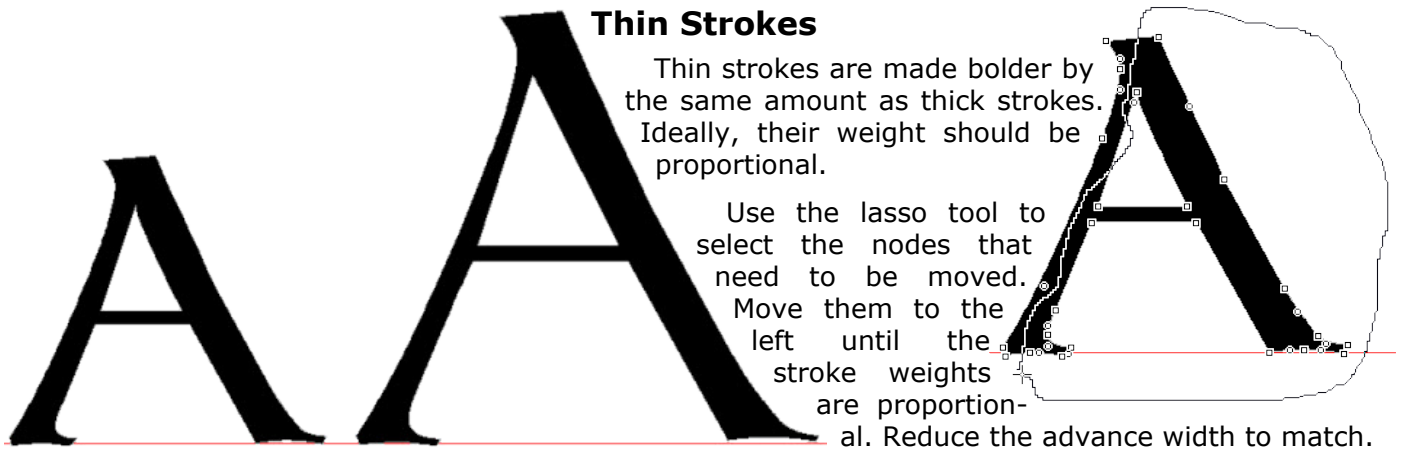 A A
Thin Strokes
Thin strokes are made bolder by
the same amount as thick strokes.
Ideally, their weight should be
proportional.
Use the lasso tool to
select the nodes that
need to be moved.
Move them to the
left until the
stroke weights
are proportion-
al. Reduce the advance width to match.
A